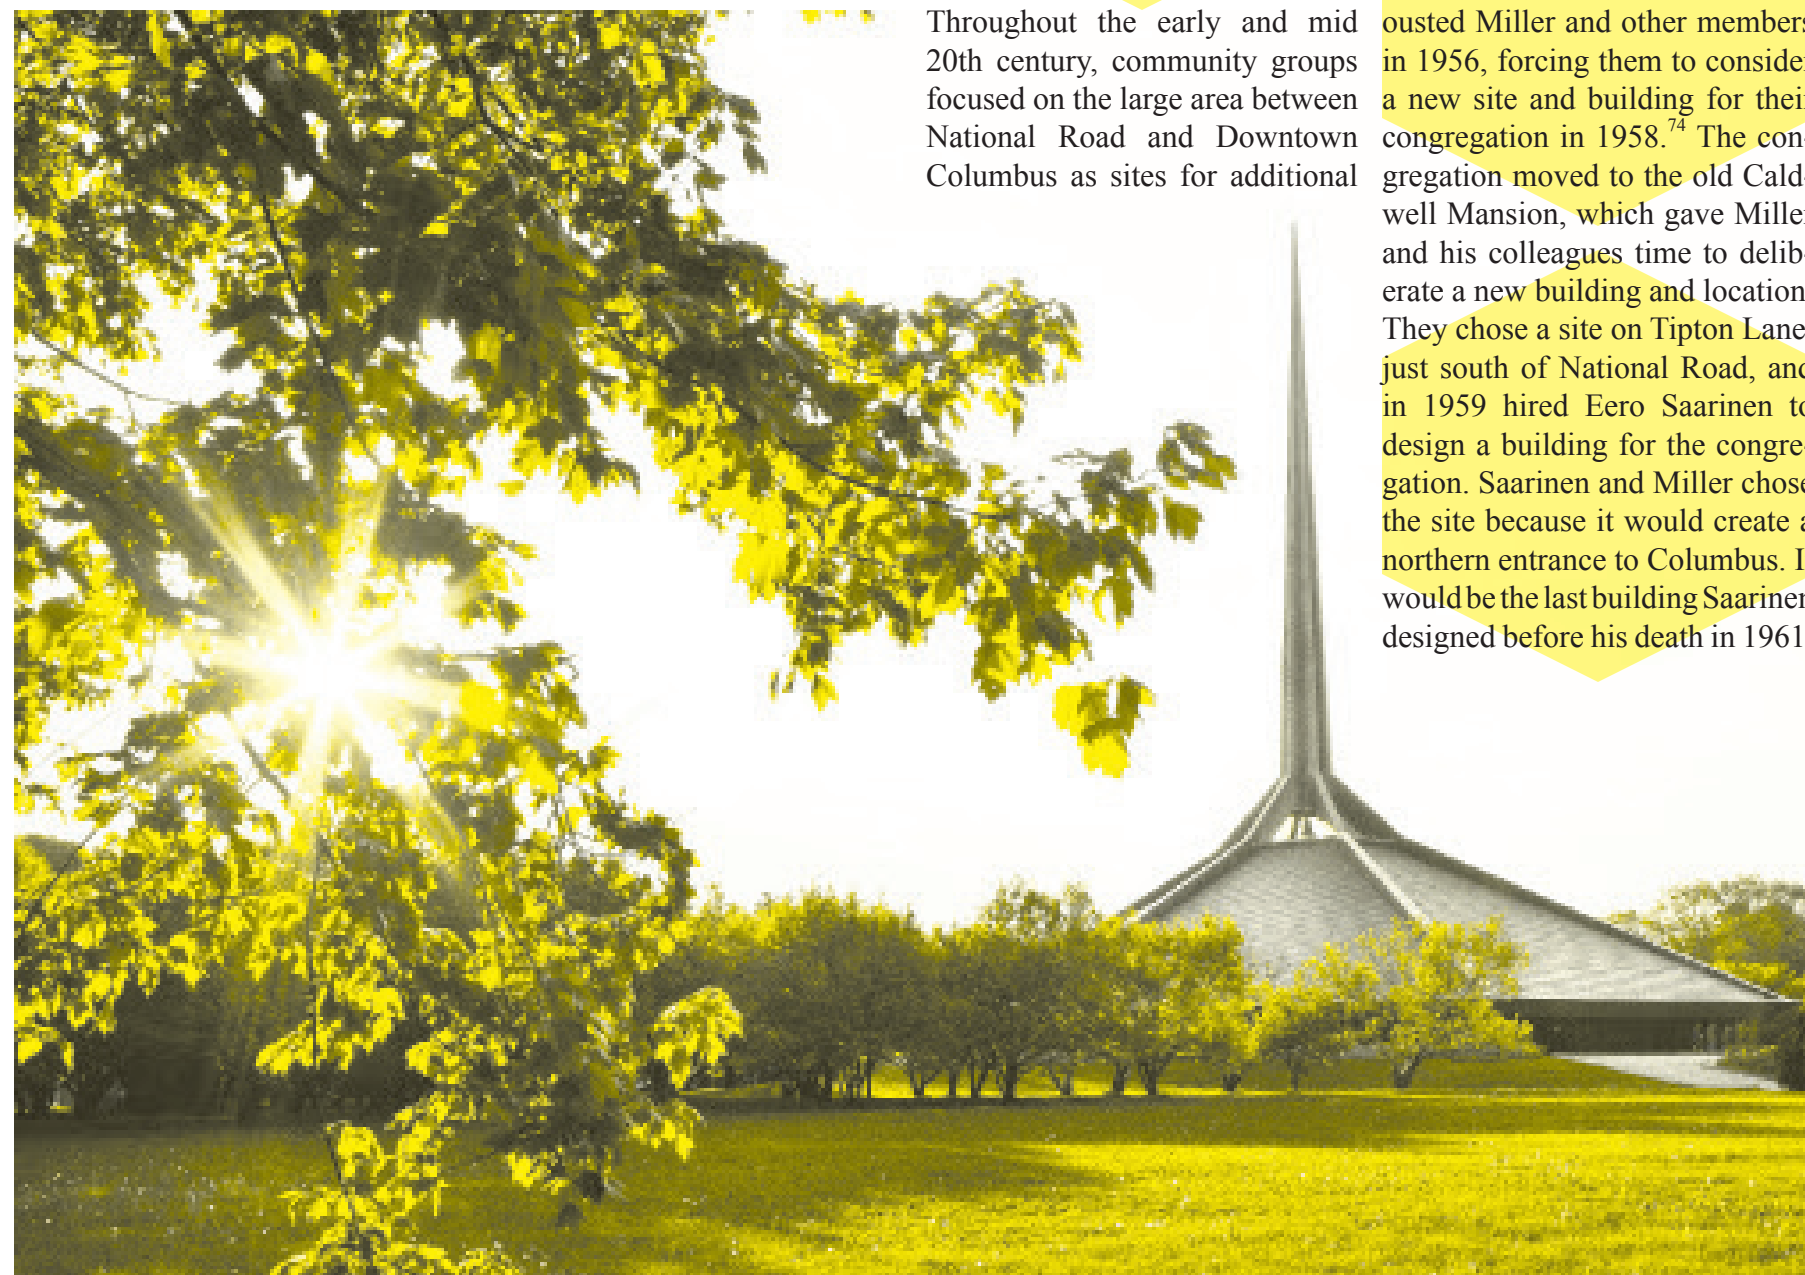 Throughout the early and mid
20th century, community groups
focused on the large area between
National Road and Downtown
Columbus as sites for additional
ousted Miller and other members
in 1956, forcing them to consider
a new site and building for their
congregation in 1958.74 The con-
gregation moved to the old Cald-
well Mansion, which gave Miller
and his colleagues time to delib-
erate a new building and location
They chose a site on Tipton Lane
just south of National Road, and
in 1959 hired Eero Saarinen to
design a building for the congre-
gation. Saarinen and Miller chose
the site because it would create a
northern entrance to Columbus. It
would be the last building Saarinen
designed before his death in 1961